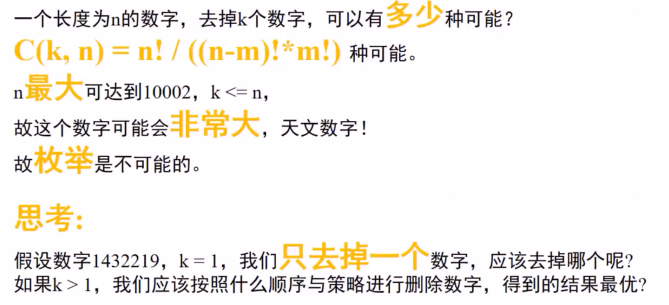 一个长度为n的数字，去掉k个数字，可以有多少种可能？
C(k, n) = n! / ((n-m)!*m!) 种可能。
n最大可达到10002，k <= n，
故这个数字可能会非常大，天文数字！
故枚举是不可能的。
思考:
假设数字1432219，k = 1，我们只去掉一个数字，应该去掉哪个呢?
如果k > 1，我们应该按照什么顺序与策略进行删除数字，得到的结果最优?